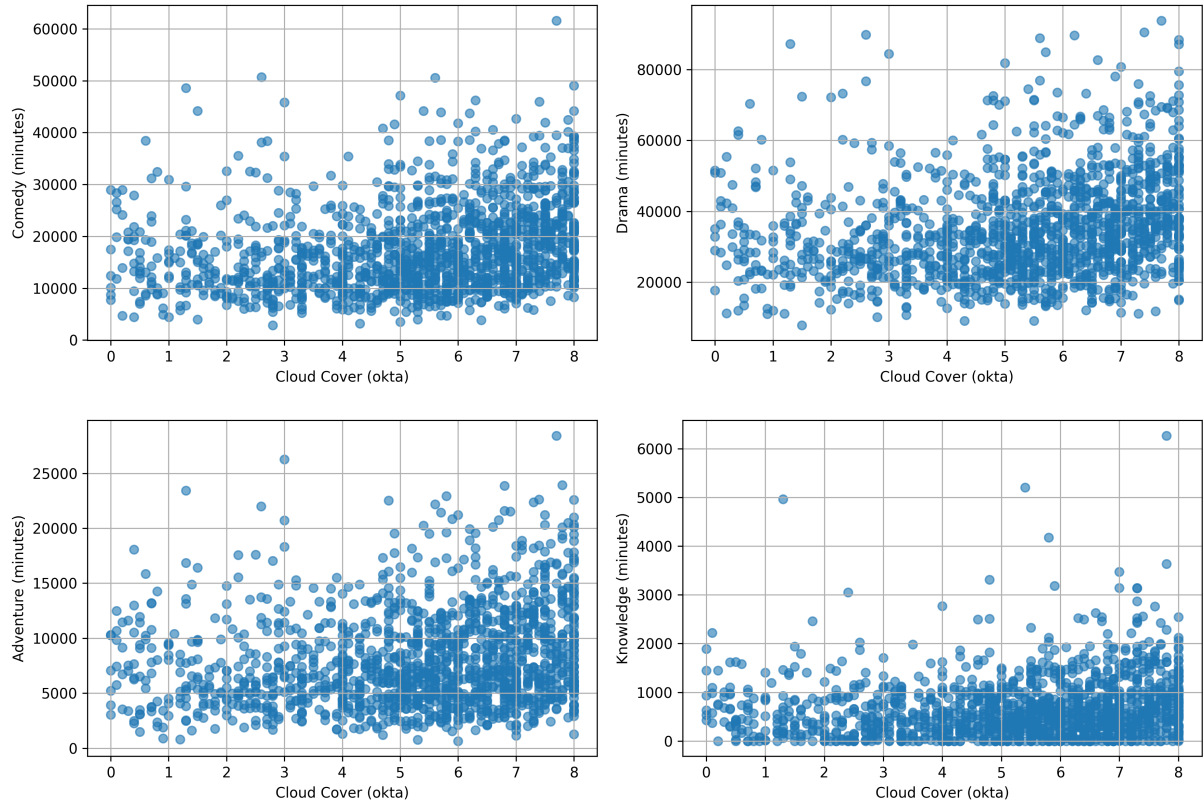 60000
50000
40000
30000
20000
10000
0
Comedy (minutes)
0 1 2 3 4 5 6 7 8
Cloud Cover (okta)
80000
60000
40000
20000
Drama (minutes)
0 1 2 3 4 5 6 7 8
Cloud Cover (okta)
25000
20000
15000
10000
5000
0
Adventure (minutes)
0 1 2 3 4 5 6 7 8
Cloud Cover (okta)
6000
5000
4000
3000
2000
1000
0
Knowledge (minutes)
0 1 2 3 4 5 6 7 8
Cloud Cover (okta)